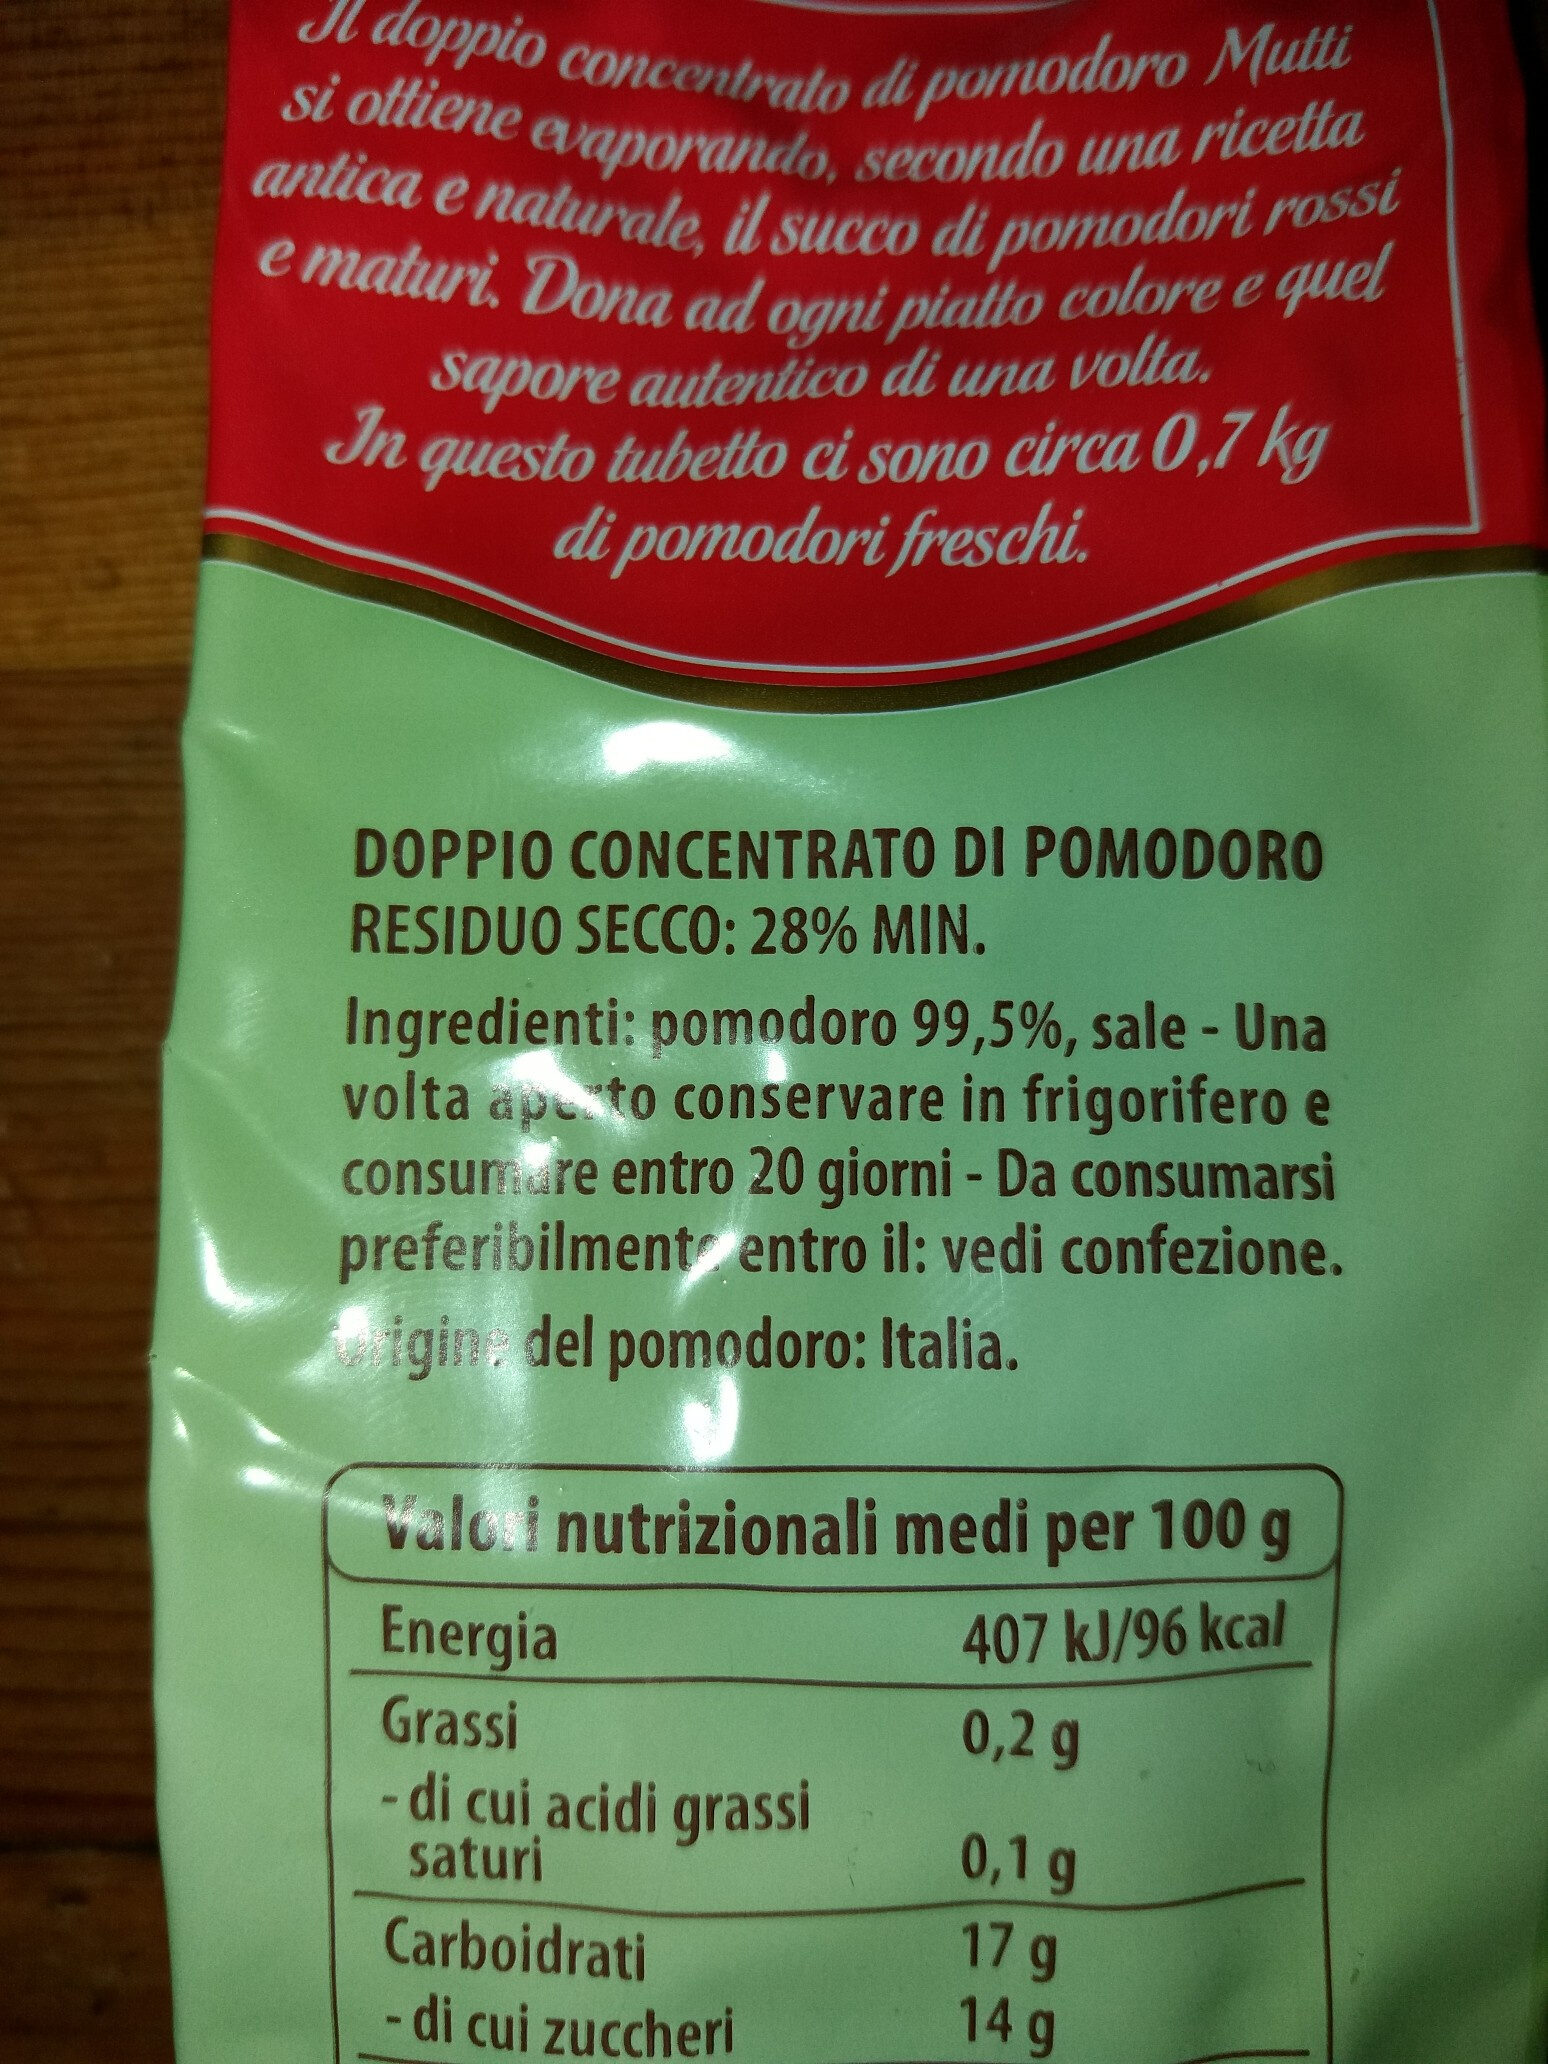 Il doppio concentrato di pomodoro Mutti
si ottiene evaporando, secondo una ricetta
antica e naturale, il succo di pomodori rossi
e maturi. Dona ad ogni piatto colore e quel
sapore autentico di una volta.
In questo tubetto ci sono circa 0,7 kg
di pomodori freschi.
DOPPIO CONCENTRATO DI POMODORO
RESIDUO SECCO: 28% MIN.
Ingredienti: pomodoro 99,5%, sale - Una
volta aperto conservare in frigorifero e
consumare entro 20 giorni - Da consumarsi
preferibilmente entro il: vedi confezione.
Origine del pomodoro: Italia.
Valori nutrizionali medi per 100 g
Energia 407 kJ/96 kcal
Grassi 0,2 g
- di cui acidi grassi
saturi 0,1 g
Carboidrati 17 g
- di cui zuccheri 14 g